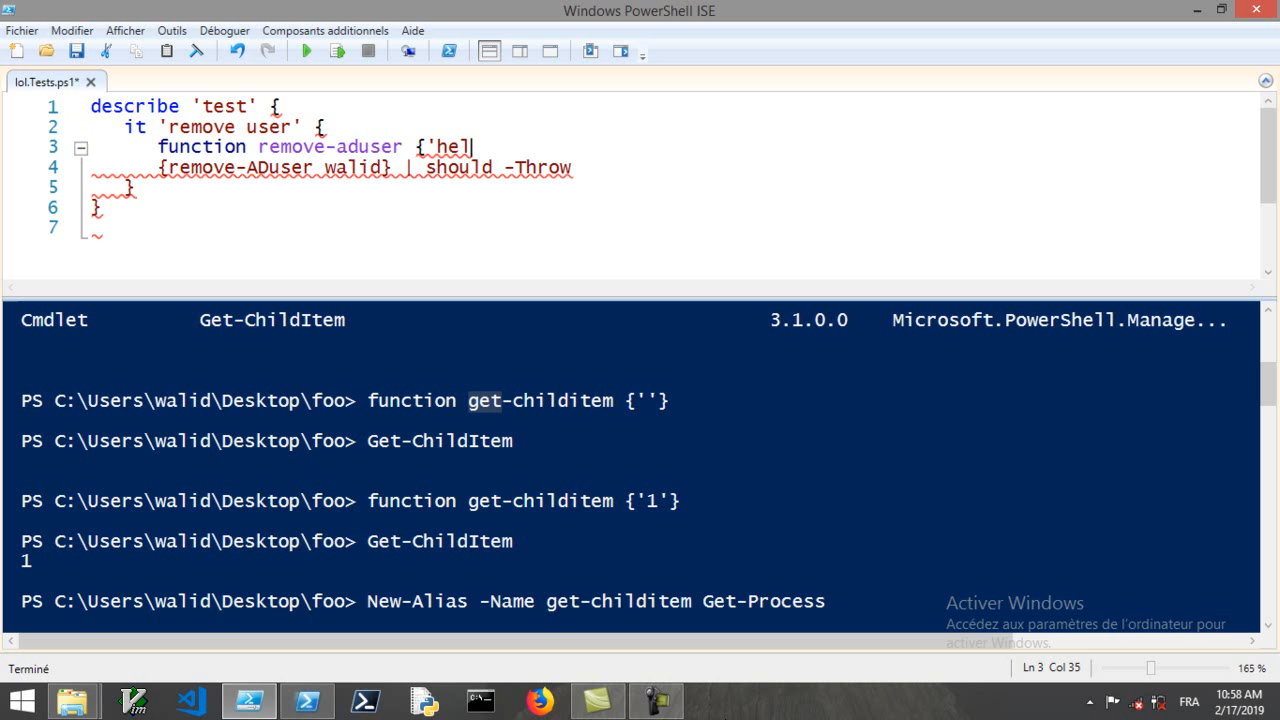 Windows PowerShell ISE
Fichier Modifier Afficher Outils Déboguer Composants additionnels Aide
lol.Tests.ps1*
1 describe 'test' {
2 it 'remove user' {
3 function remove-aduser {'hel
4 {remove-ADuser walid} | should -Throw
5 }
6 }
7
Cmdlet Get-ChildItem 3.1.0.0 Microsoft.PowerShell.Manage...
PS C:\Users\walid\Desktop\foo> function get-childitem {''}
PS C:\Users\walid\Desktop\foo> Get-ChildItem
PS C:\Users\walid\Desktop\foo> function get-childitem {'1'}
PS C:\Users\walid\Desktop\foo> Get-ChildItem
1
PS C:\Users\walid\Desktop\foo> New-Alias -Name get-childitem Get-Process
Activer Windows
Accédez aux paramètres de l'ordinateur pour
activer Windows.
Terminé Ln 3 Col 35 165 %
FRA 10:58 AM
2/17/2019